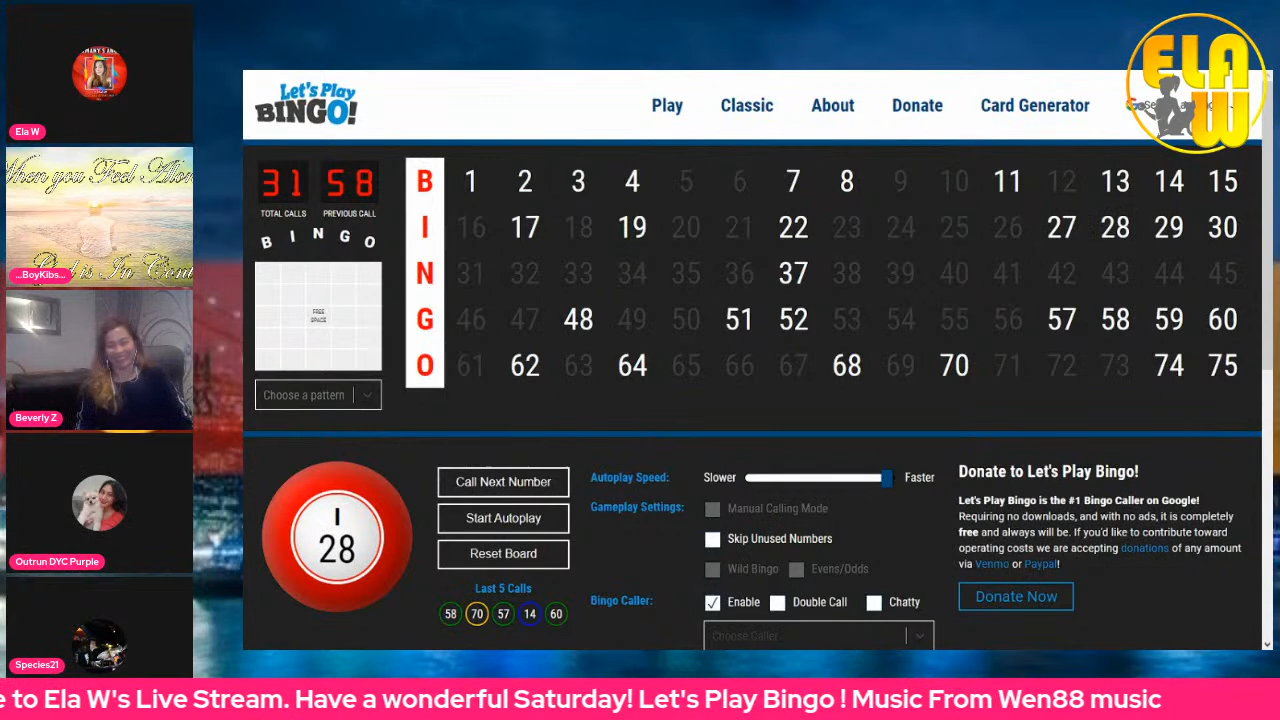 Ela W
When you Feel Alon
d is In Cont
...BoyKibs...
Beverly Z
Outrun DYC Purple
Species21
ELA
W
Let's Play
BINGO!
Play Classic About Donate Card Generator
31 58
TOTAL CALLS PREVIOUS CALL
B I N G O
FREE
SPACE
Choose a pattern
B 1 2 3 4 5 6 7 8 9 10 11 12 13 14 15
I 16 17 18 19 20 21 22 23 24 25 26 27 28 29 30
N 31 32 33 34 35 36 37 38 39 40 41 42 43 44 45
G 46 47 48 49 50 51 52 53 54 55 56 57 58 59 60
O 61 62 63 64 65 66 67 68 69 70 71 72 73 74 75
I
28
Call Next Number
Start Autoplay
Reset Board
Last 5 Calls
58 70 57 14 60
Autoplay Speed: Slower Faster
Gameplay Settings: Manual Calling Mode
Skip Unused Numbers
Wild Bingo Evens/Odds
Bingo Caller: Enable Double Call Chatty
Choose Caller
Donate to Let's Play Bingo!
Let's Play Bingo is the #1 Bingo Caller on Google!
Requiring no downloads, and with no ads, it is completely
free and always will be. If you'd like to contribute toward
operating costs we are accepting donations of any amount
via Venmo or Paypal!
Donate Now
e to Ela W's Live Stream. Have a wonderful Saturday! Let's Play Bingo ! Music From Wen88 music